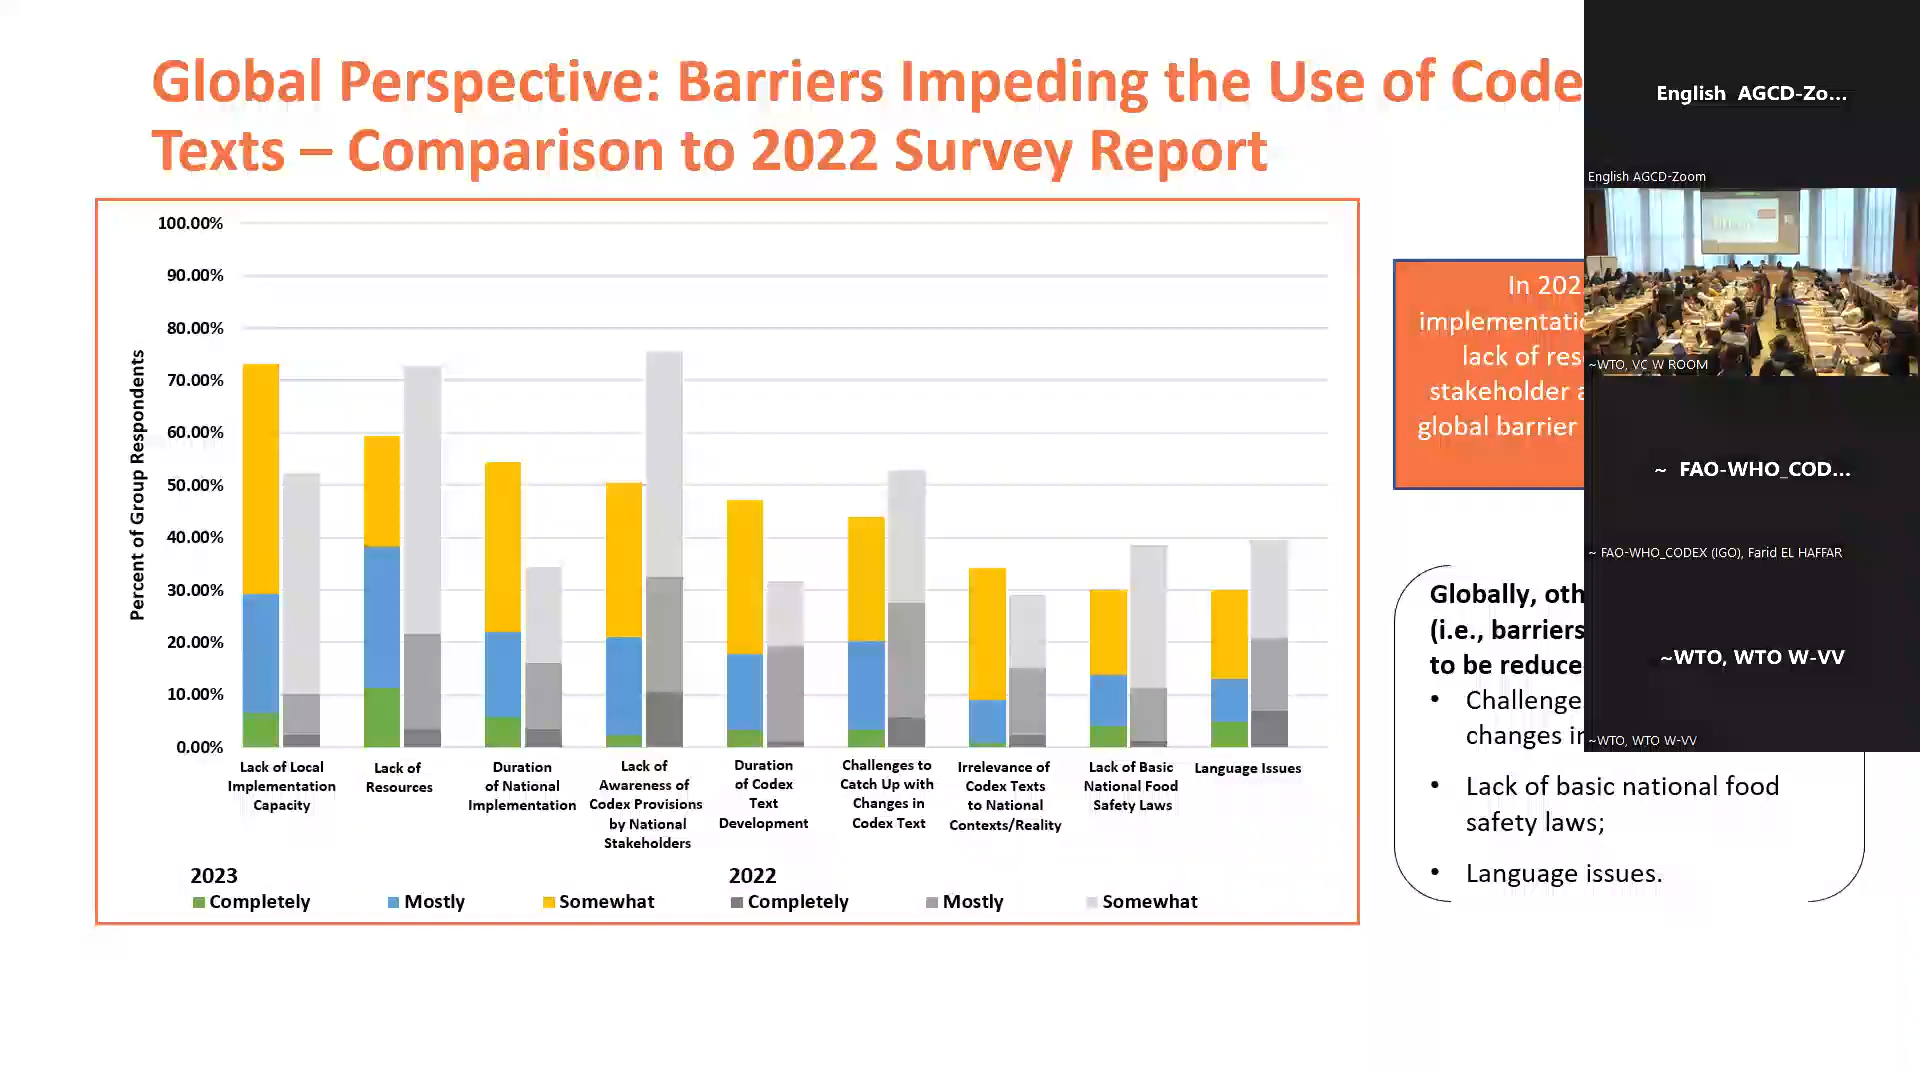 Global Perspective: Barriers Impeding the Use of Code
Texts – Comparison to 2022 Survey Report
100.00%
90.00%
80.00%
70.00%
60.00%
50.00%
40.00%
30.00%
20.00%
10.00%
0.00%
Percent of Group Respondents
Lack of Local
Implementation
Capacity
Lack of
Resources
Duration
of National
Implementation
Lack of
Awareness of
Codex Provisions
by National
Stakeholders
Duration
of Codex
Text
Development
Challenges to
Catch Up with
Changes in
Codex Text
Irrelevance of
Codex Texts
to National
Contexts/Reality
Lack of Basic
National Food
Safety Laws
Language Issues
2023
Completely
Mostly
Somewhat
2022
Completely
Mostly
Somewhat
In 202
implementati
lack of res
stakeholder
global barrier
Globally, oth
(i.e., barriers
to be reduce
Challenge
changes in
Lack of basic national food
safety laws;
Language issues.
English AGCD-Zo...
English AGCD-Zoom
~WTO, VC W ROOM
~ FAO-WHO_COD...
~ FAO-WHO_CODEX (IGO), Farid EL HAFFAR
~WTO, WTO W-VV
~WTO, WTO W-VV